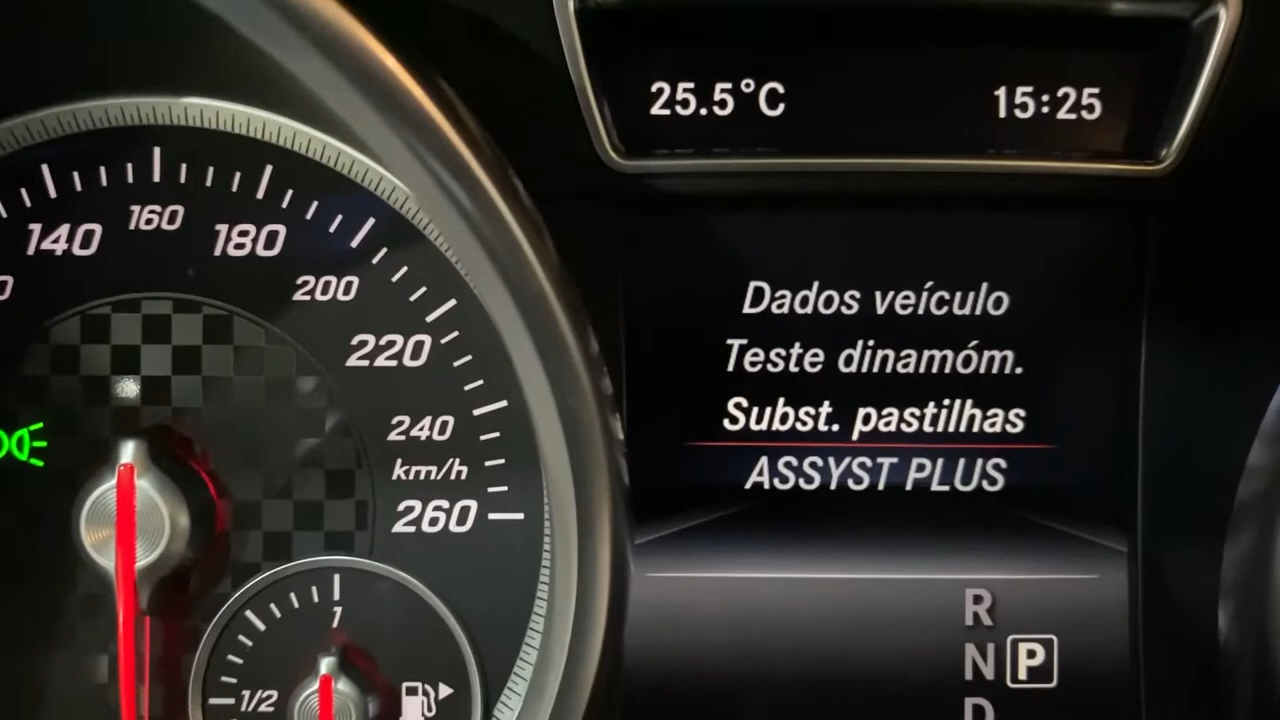 25.5°C 15:25
140 160 180
200
220
240
km/h
260
1
1/2
Dados veículo
Teste dinamóm.
Subst. pastilhas
ASSYST PLUS
R
N P
D